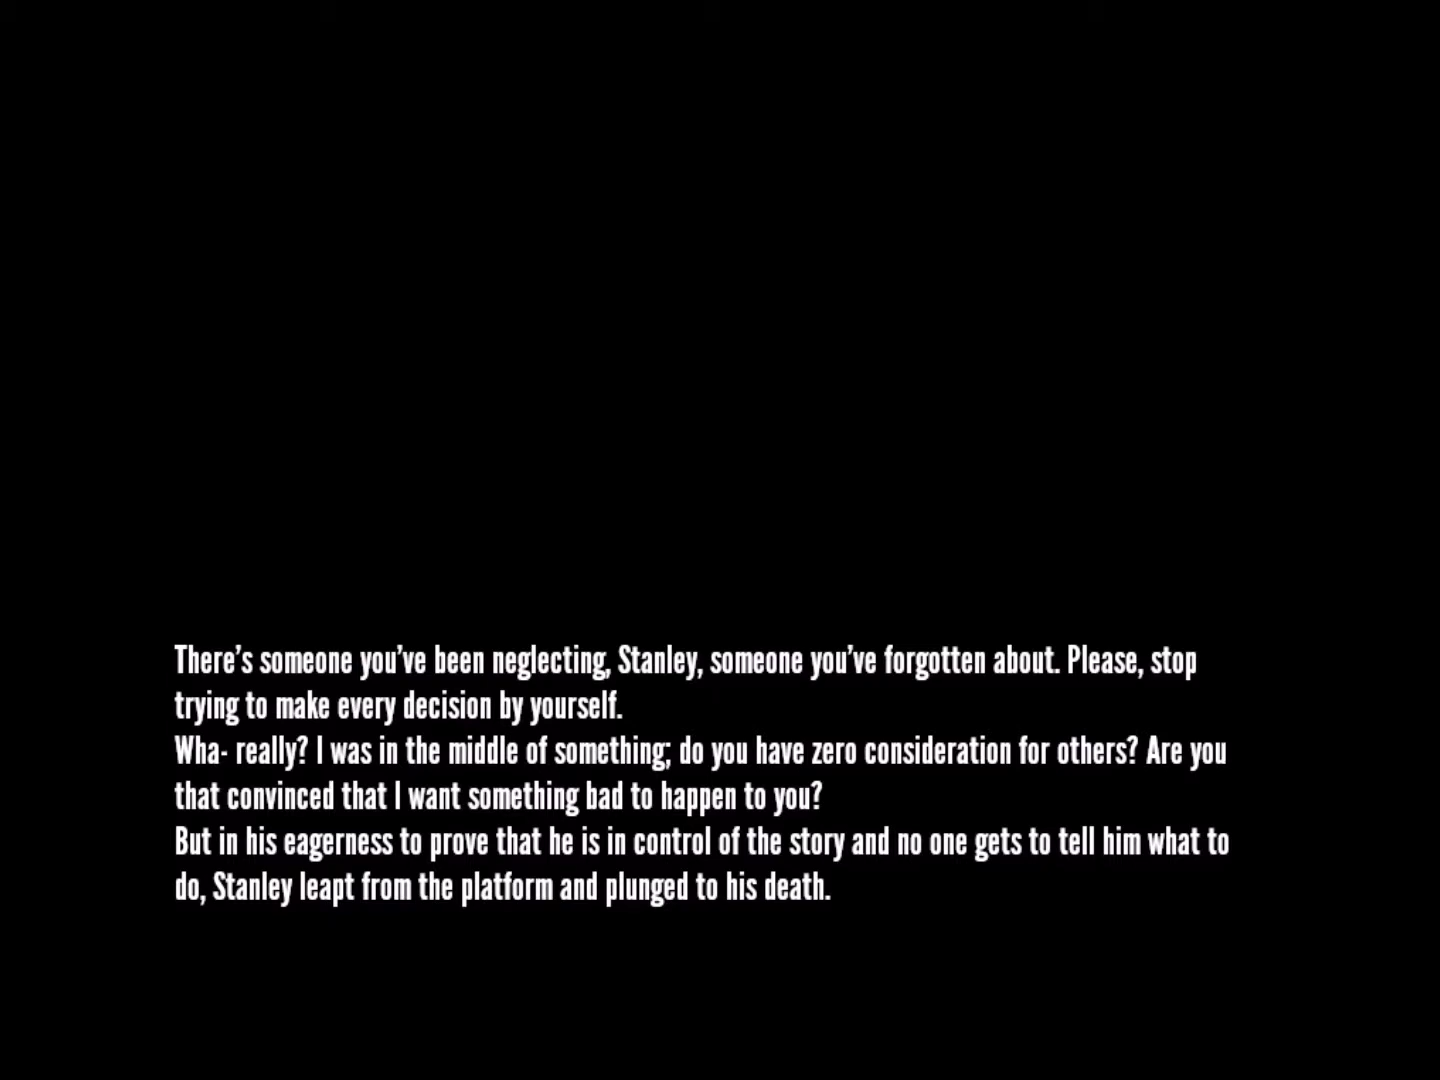 There's someone you've been neglecting, Stanley, someone you've forgotten about. Please, stop
trying to make every decision by yourself.
Wha- really? I was in the middle of something; do you have zero consideration for others? Are you
that convinced that I want something bad to happen to you?
But in his eagerness to prove that he is in control of the story and no one gets to tell him what to
do, Stanley leapt from the platform and plunged to his death.